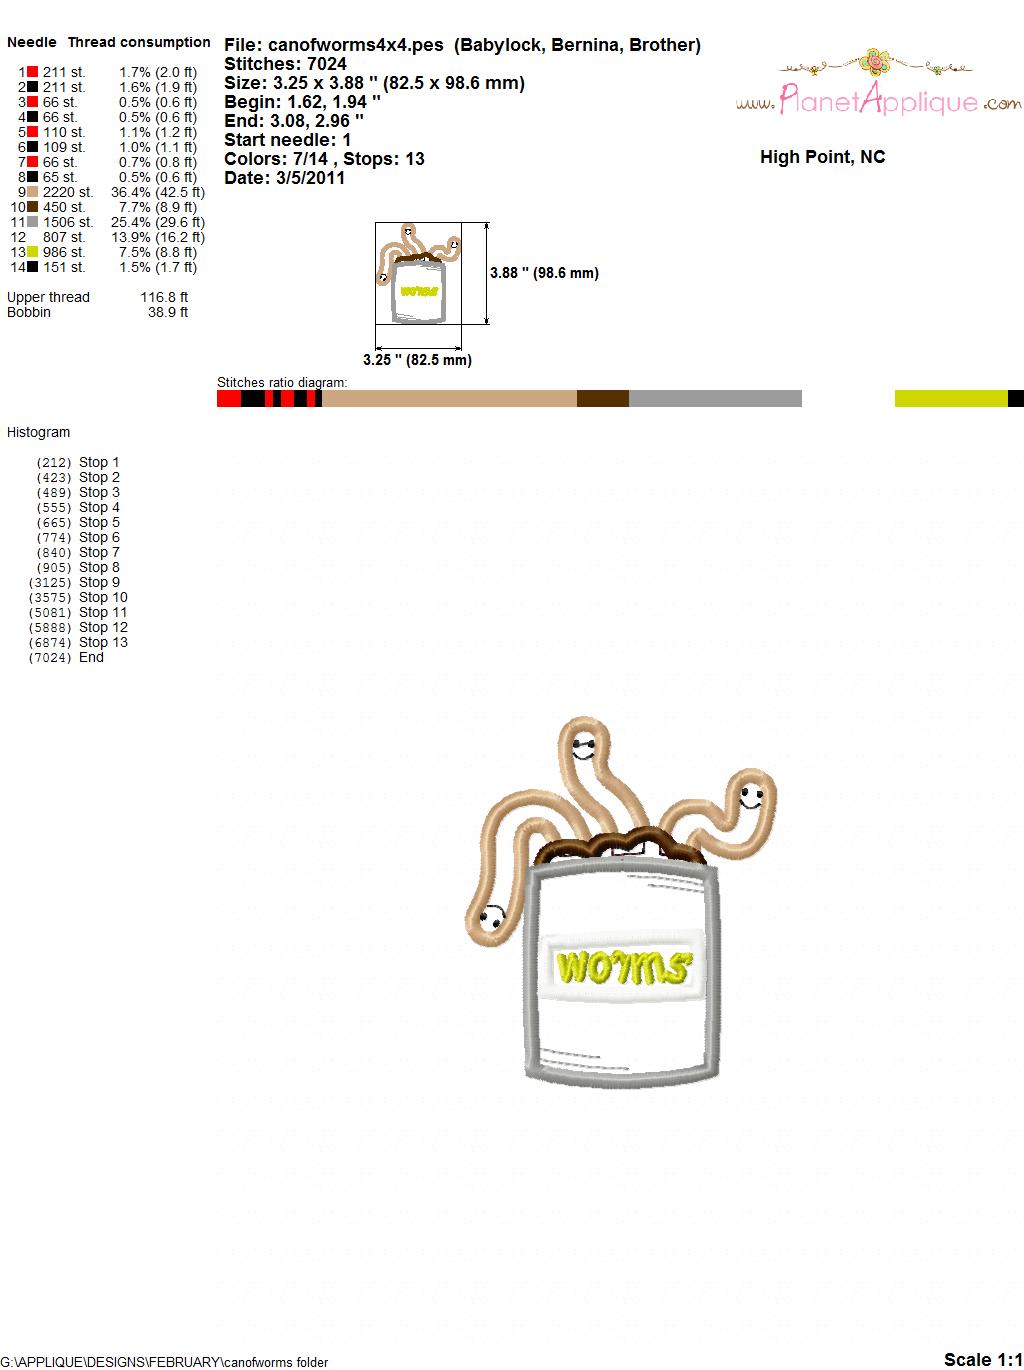 Needle Thread consumption
1 211 st. 1.7% (2.0 ft)
2 211 st. 1.6% (1.9 ft)
3 66 st. 0.5% (0.6 ft)
4 66 st. 0.5% (0.6 ft)
5 110 st. 1.1% (1.2 ft)
6 109 st. 1.0% (1.1 ft)
7 66 st. 0.7% (0.8 ft)
8 65 st. 0.5% (0.6 ft)
9 2220 st. 36.4% (42.5 ft)
10 450 st. 7.7% (8.9 ft)
11 1506 st. 25.4% (29.6 ft)
12 807 st. 13.9% (16.2 ft)
13 986 st. 7.5% (8.8 ft)
14 151 st. 1.5% (1.7 ft)
Upper thread 116.8 ft
Bobbin 38.9 ft
File: canofworms4x4.pes (Babylock, Bernina, Brother)
Stitches: 7024
Size: 3.25 x 3.88 " (82.5 x 98.6 mm)
Begin: 1.62, 1.94 "
End: 3.08, 2.96 "
Start needle: 1
Colors: 7/14 , Stops: 13
Date: 3/5/2011
www.PlanetApplique.com
High Point, NC
worms
3.88 " (98.6 mm)
3.25 " (82.5 mm)
Stitches ratio diagram:
Histogram
(212) Stop 1
(423) Stop 2
(489) Stop 3
(555) Stop 4
(665) Stop 5
(774) Stop 6
(840) Stop 7
(905) Stop 8
(3125) Stop 9
(3575) Stop 10
(5081) Stop 11
(5888) Stop 12
(6874) Stop 13
(7024) End
worms
G:\APPLIQUE\DESIGNS\FEBRUARY\canofworms folder
Scale 1:1